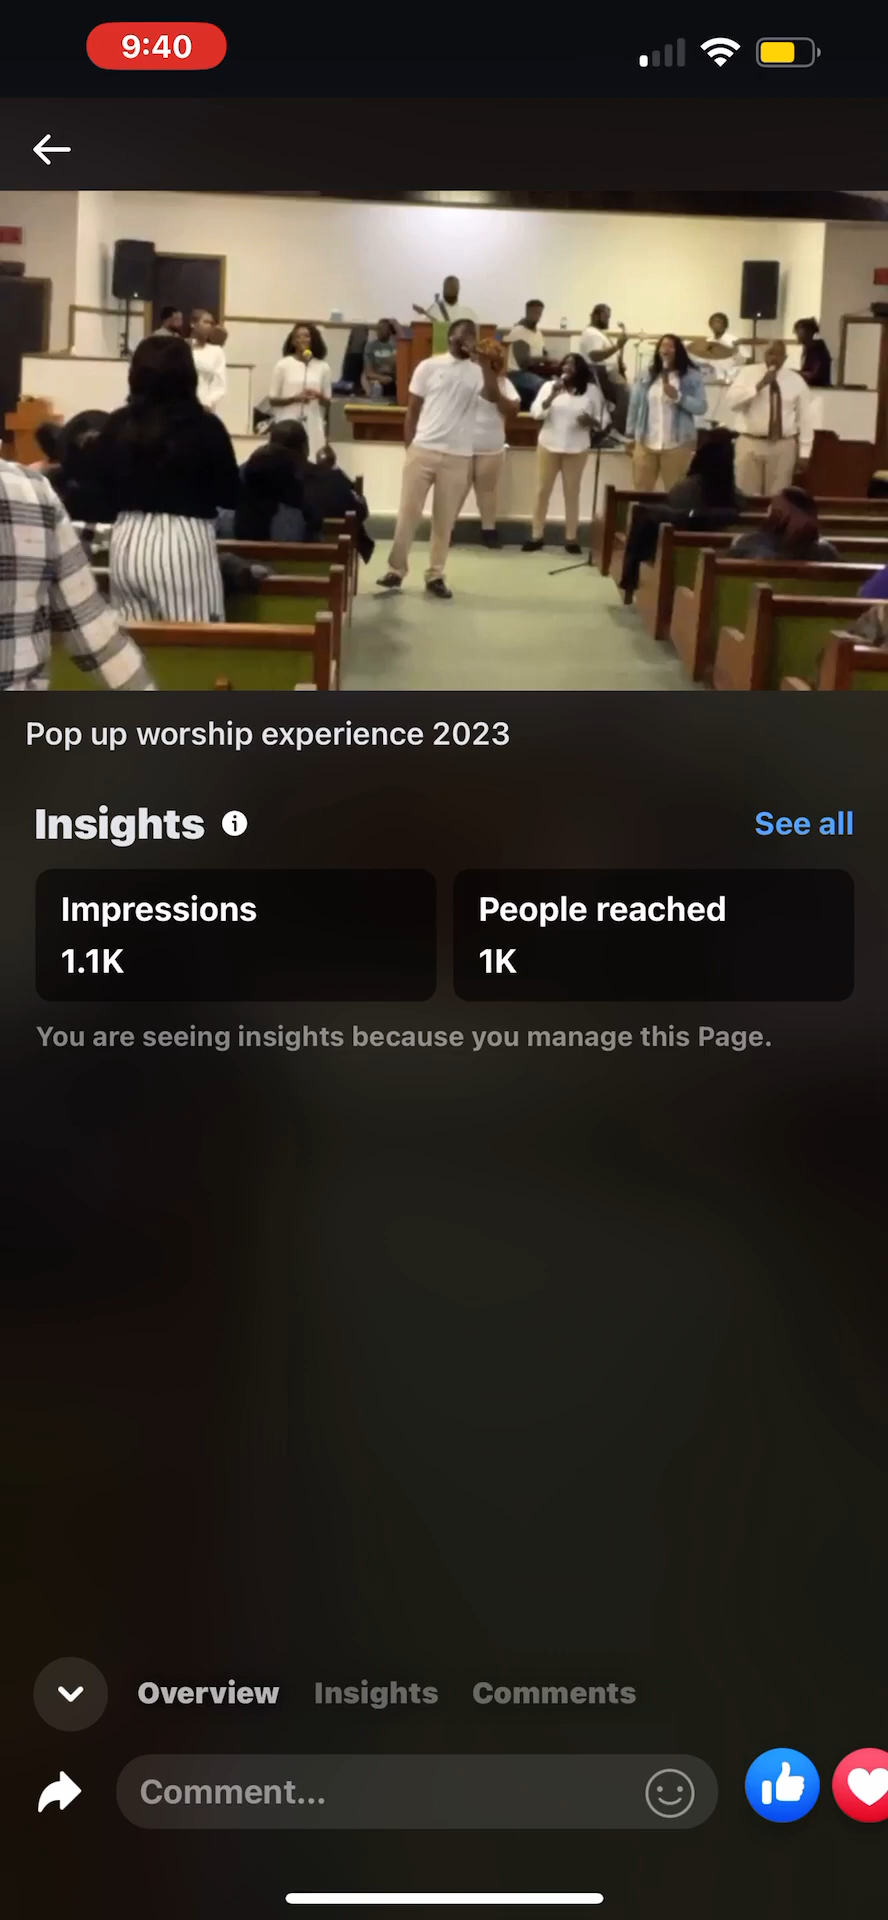 9:40
Pop up worship experience 2023
Insights
See all
Impressions
People reached
1.1K
1K
You are seeing insights because you manage this Page.
Overview
Insights
Comments
Comment...